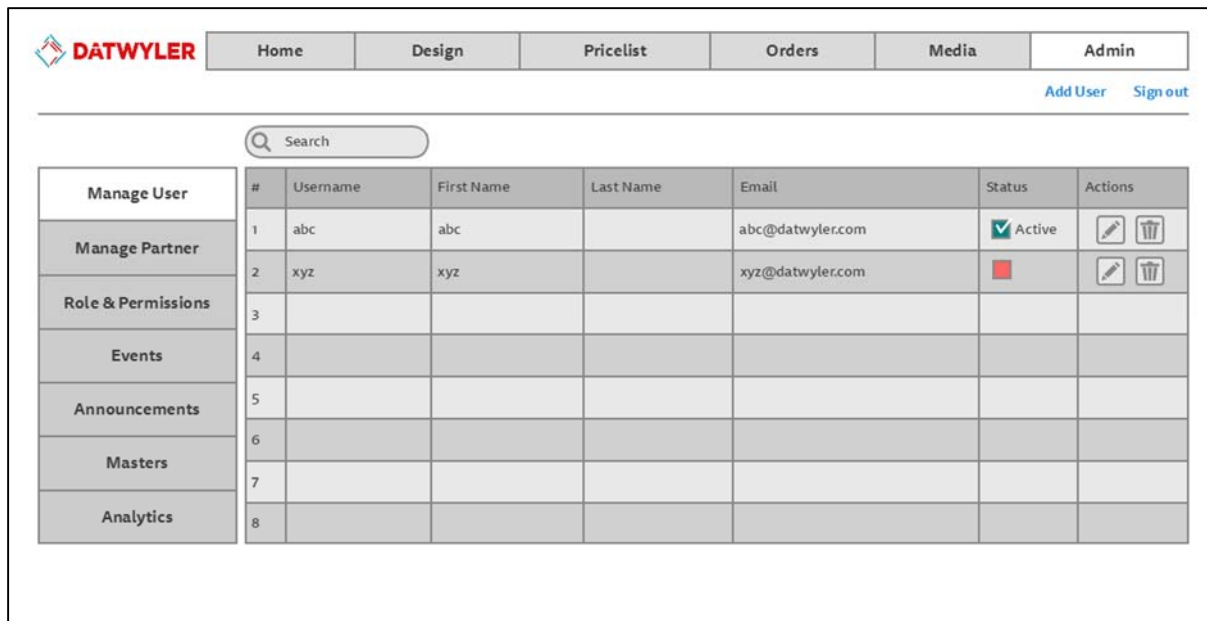 DATWYLER Home Design Pricelist Orders Media Admin
Add User Sign out
Search
Manage User
Manage Partner
Role & Permissions
Events
Announcements
Masters
Analytics
# Username First Name Last Name Email Status Actions
1 abc abc abc@datwyler.com Active
2 xyz xyz xyz@datwyler.com
3
4
5
6
7
8